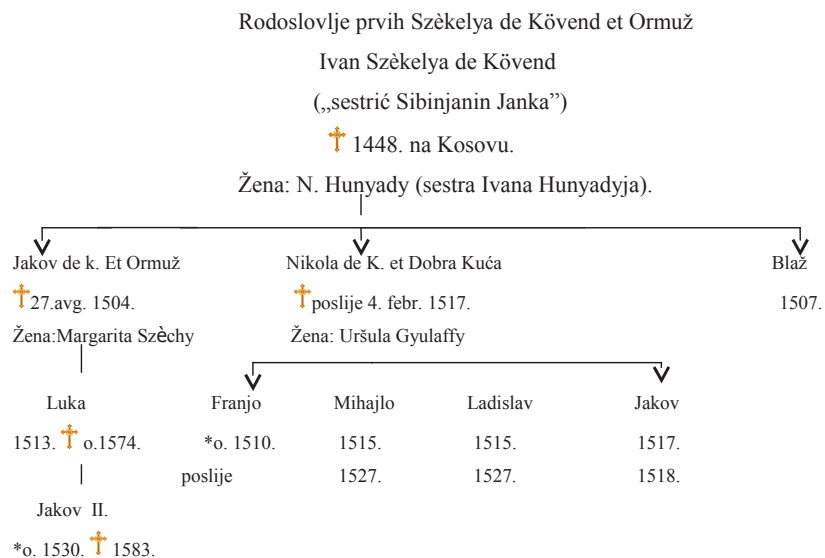 Rodoslovlje prvih Szèkelya de Kövend et Ormuž
Ivan Szèkelya de Kövend
(„sestrić Sibinjanin Janka”)
✝ 1448. na Kosovu.
Žena: N. Hunyady (sestra Ivana Hunyadyja).
Jakov de k. Et Ormuž Nikola de K. et Dobra Kuća Blaž
✝27.avg. 1504. ✝poslije 4. febr. 1517. 1507.
Žena:Margarita Szèchy Žena: Uršula Gyulaffy
Luka Franjo Mihajlo Ladislav Jakov
1513. ✝ o.1574. *o. 1510. 1515. 1515. 1517.
poslije 1527. 1527. 1518.
Jakov II.
*o. 1530. ✝ 1583.